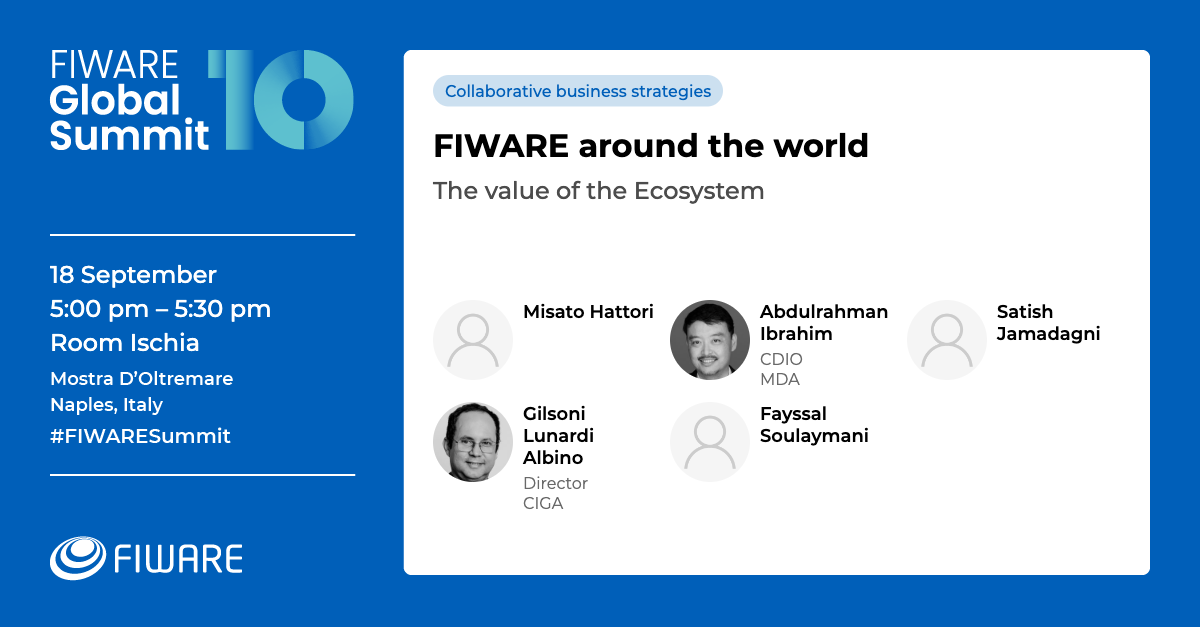 FIWARE
Global
Summit
10
18 September
5:00 pm – 5:30 pm
Room Ischia
Mostra D’Oltremare
Naples, Italy
#FIWARESummit
FIWARE
Collaborative business strategies
FIWARE around the world
The value of the Ecosystem
Misato Hattori
Abdulrahman
Ibrahim
CDIO
MDA
Satish
Jamadagni
Gilsoni
Lunardi
Albino
Director
CIGA
Fayssal
Soulaymani